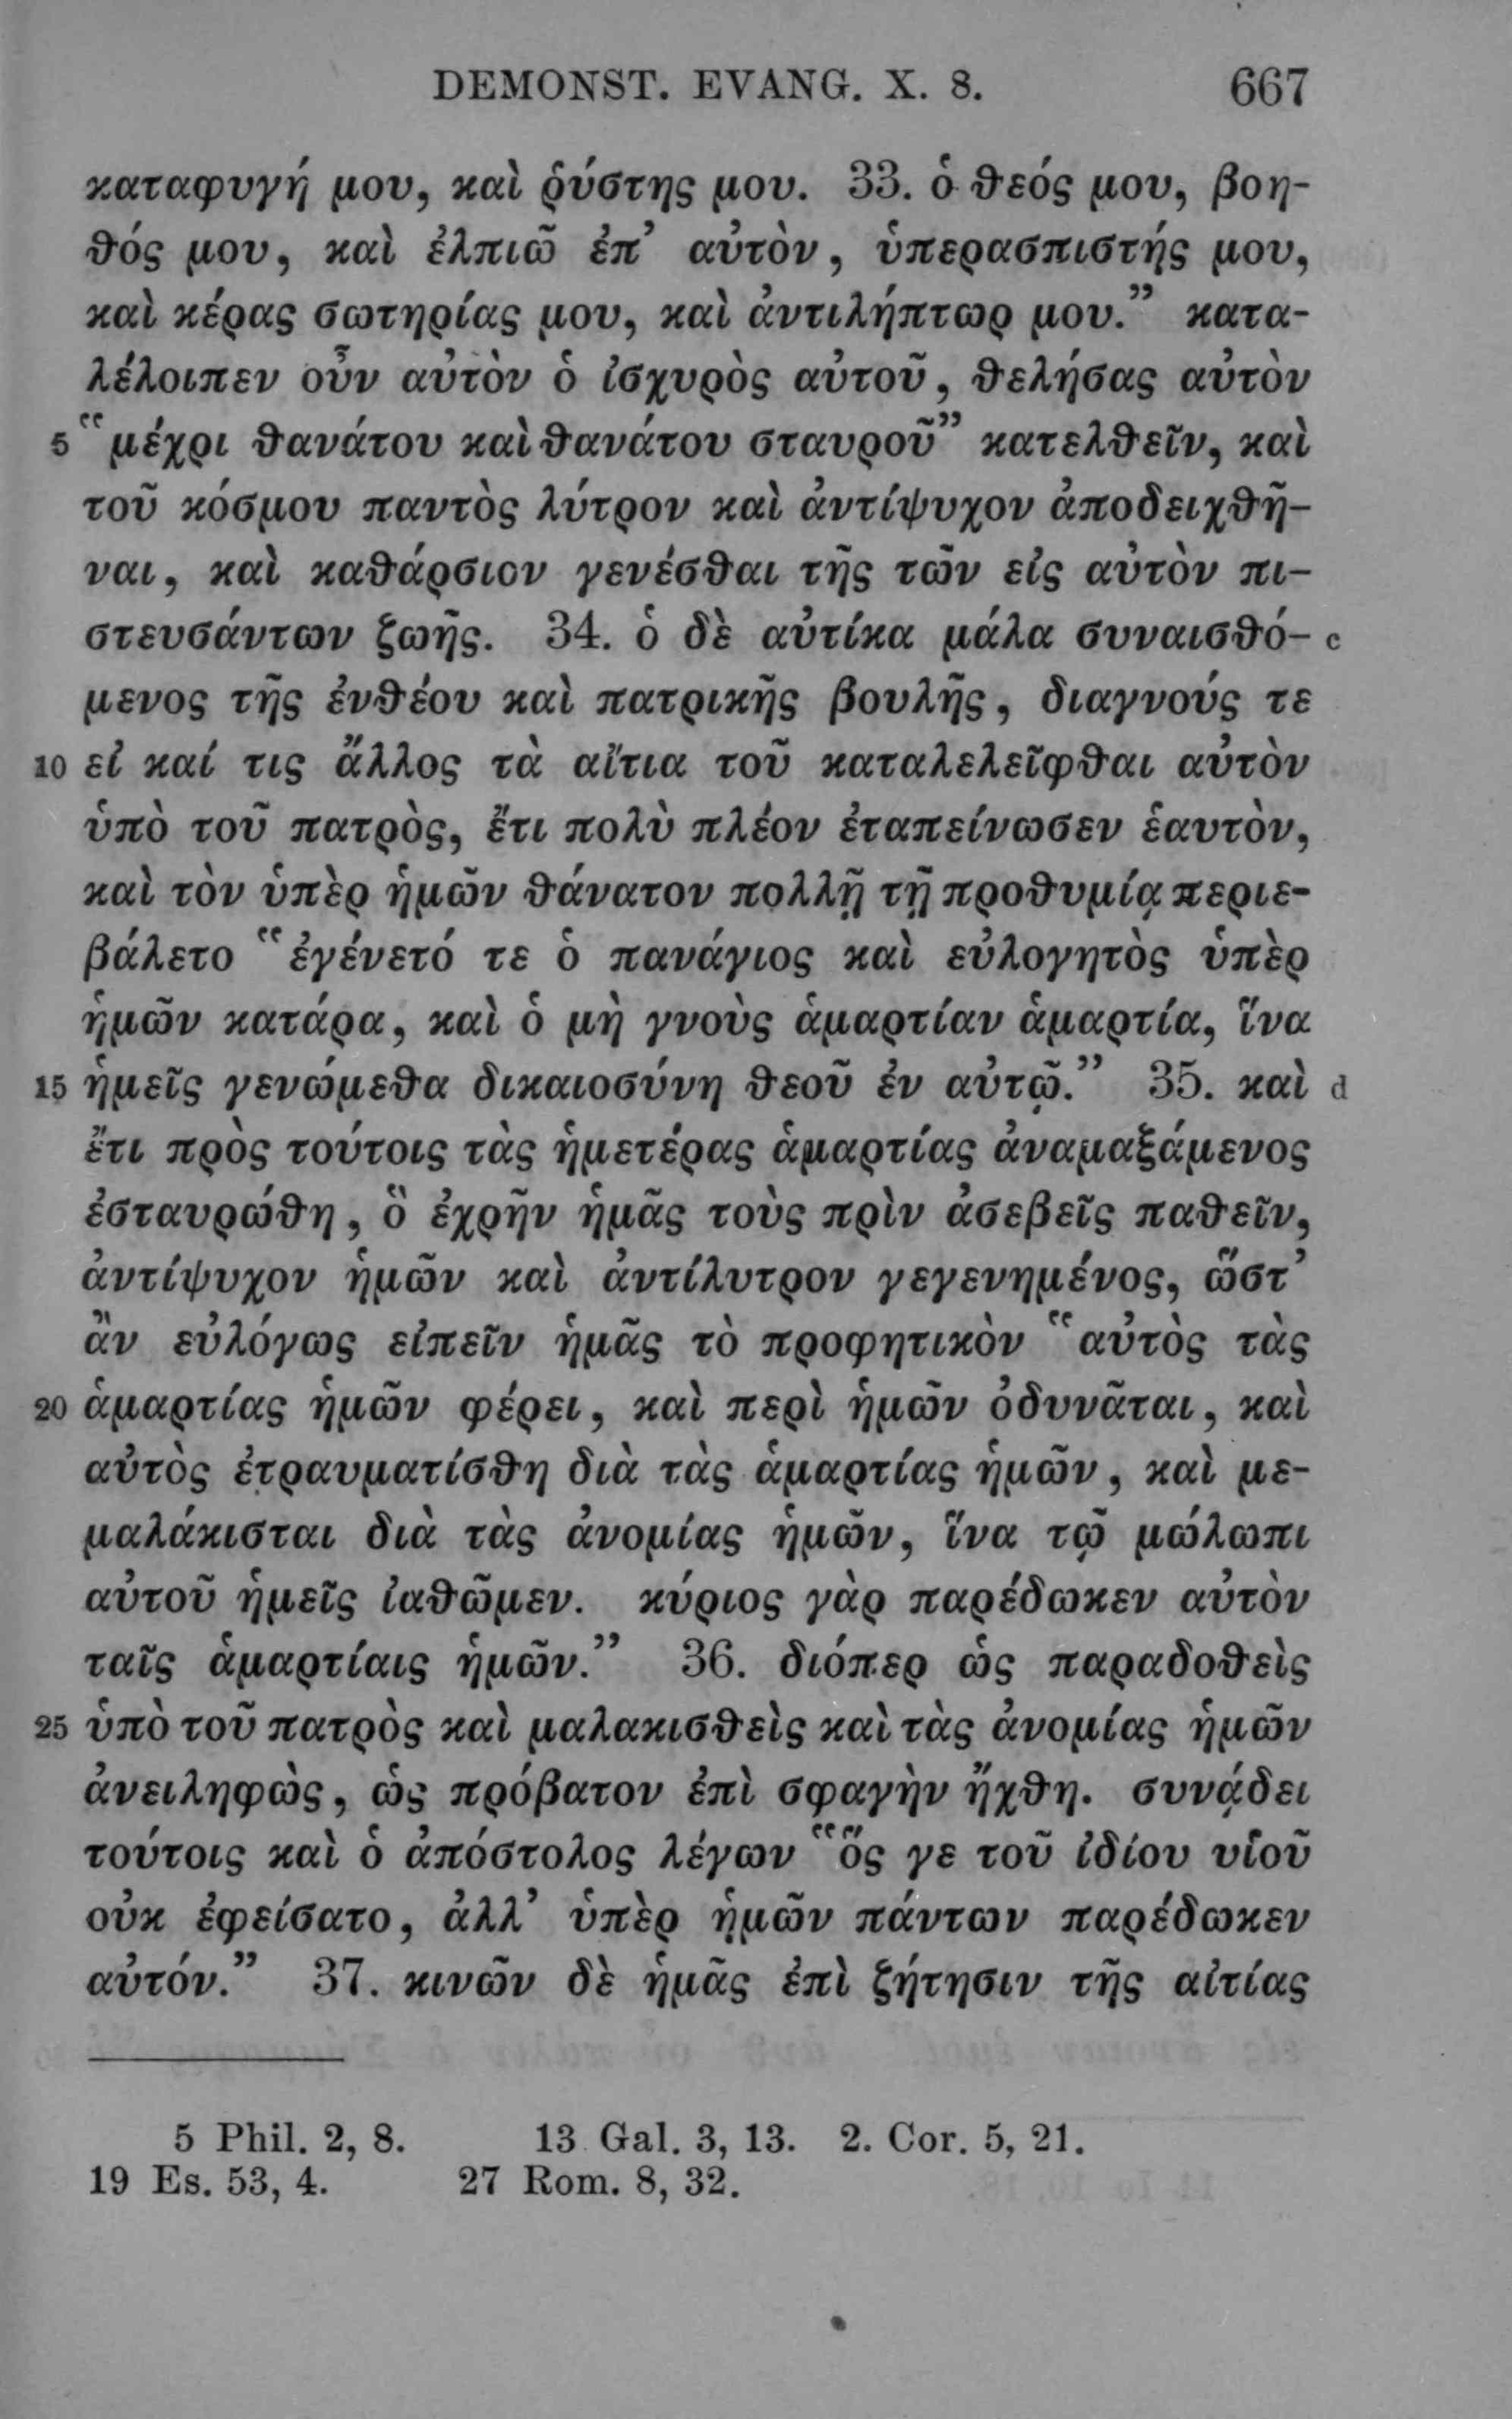 DEMONST. EVANG. X. 8. 667
καταφυγή μου, καὶ ῥύστης μου. 33. ὁ θεός μου, βοη-
θός μου, καὶ ἐλπιῶ ἐπ’ αὐτὸν, ὑπερασπιστής μου,
καὶ κέρας σωτηρίας μου, καὶ ἀντιλήπτωρ μου.” κατα-
λέλοιπεν οὖν αὐτὸν ὁ ἰσχυρὸς αὐτοῦ, θελήσας αὐτὸν
5 “μέχρι θανάτου καὶ θανάτου σταυροῦ” κατελθεῖν, καὶ
τοῦ κόσμου παντὸς λύτρον καὶ ἀντίψυχον ἀποδειχθῆ-
ναι, καὶ καθάρσιον γενέσθαι τῆς τῶν εἰς αὐτὸν πι-
στευσάντων ζωῆς. 34. ὁ δὲ αὐτίκα μάλα συναισθό- c
μενος τῆς ἐνθέου καὶ πατρικῆς βουλῆς, διαγνούς τε
10 εἰ καί τις ἄλλος τὰ αἴτια τοῦ καταλελεῖφθαι αὐτὸν
ὑπὸ τοῦ πατρὸς, ἔτι πολὺ πλέον ἐταπείνωσεν ἑαυτὸν,
καὶ τὸν ὑπὲρ ἡμῶν θάνατον πολλῇ τῇ προθυμίᾳ περιε-
βάλετο “ἐγένετό τε ὁ πανάγιος καὶ εὐλογητὸς ὑπὲρ
ἡμῶν κατάρα, καὶ ὁ μὴ γνοὺς ἁμαρτίαν ἁμαρτία, ἵνα
15 ἡμεῖς γενώμεθα δικαιοσύνη θεοῦ ἐν αὐτῷ.” 35. καὶ d
ἔτι πρὸς τούτοις τὰς ἡμετέρας ἁμαρτίας ἀναμαξάμενος
ἐσταυρώθη, ὃ ἐχρῆν ἡμᾶς τοὺς πρὶν ἀσεβεῖς παθεῖν,
ἀντίψυχον ἡμῶν καὶ ἀντίλυτρον γεγενημένος, ὥστ’
ἂν εὐλόγως εἰπεῖν ἡμᾶς τὸ προφητικὸν “αὐτὸς τὰς
20 ἁμαρτίας ἡμῶν φέρει, καὶ περὶ ἡμῶν ὀδυνᾶται, καὶ
αὐτὸς ἐτραυματίσθη διὰ τὰς ἁμαρτίας ἡμῶν, καὶ με-
μαλάκισται διὰ τὰς ἀνομίας ἡμῶν, ἵνα τῷ μώλωπι
αὐτοῦ ἡμεῖς ἰαθῶμεν. κύριος γὰρ παρέδωκεν αὐτὸν
ταῖς ἁμαρτίαις ἡμῶν.” 36. διόπερ ὡς παραδοθεὶς
25 ὑπὸ τοῦ πατρὸς καὶ μαλακισθεὶς καὶ τὰς ἀνομίας ἡμῶν
ἀνειληφὼς, ὡς πρόβατον ἐπὶ σφαγὴν ἤχθη. συνᾴδει
τούτοις καὶ ὁ ἀπόστολος λέγων “ὅς γε τοῦ ἰδίου υἱοῦ
οὐκ ἐφείσατο, ἀλλ’ ὑπὲρ ἡμῶν πάντων παρέδωκεν
αὐτόν.” 37. κινῶν δὲ ἡμᾶς ἐπὶ ζήτησιν τῆς αἰτίας
5 Phil. 2, 8. 13 Gal. 3, 13. 2. Cor. 5, 21.
19 Es. 53, 4. 27 Rom. 8, 32.